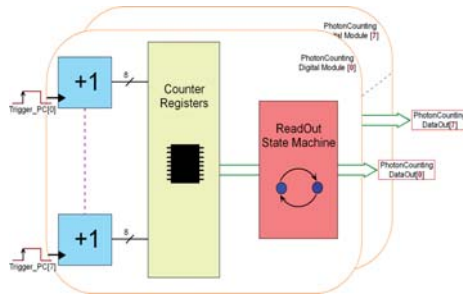 PhotonCounting
Digital Module [7]
PhotonCounting
Digital Module [0]
+1
8
Trigger_PC[0]
Counter
Registers
ReadOut
State Machine
PhotonCounting
DataOut[7]
PhotonCounting
DataOut[0]
+1
8
Trigger_PC[7]